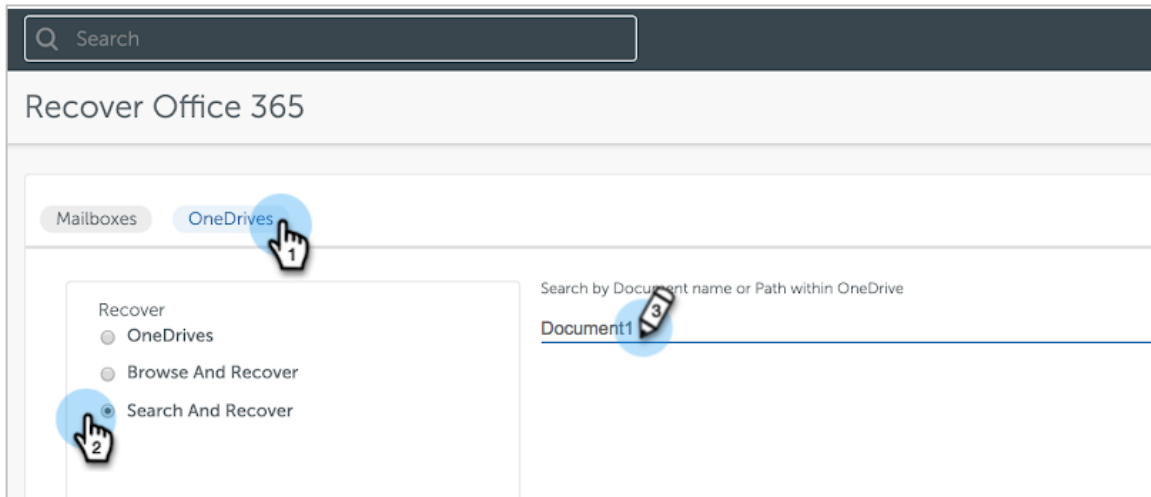 Search
Recover Office 365
Mailboxes
OneDrives
1
Recover
OneDrives
Browse And Recover
Search And Recover
2
Search by Document name or Path within OneDrive
Document1
3